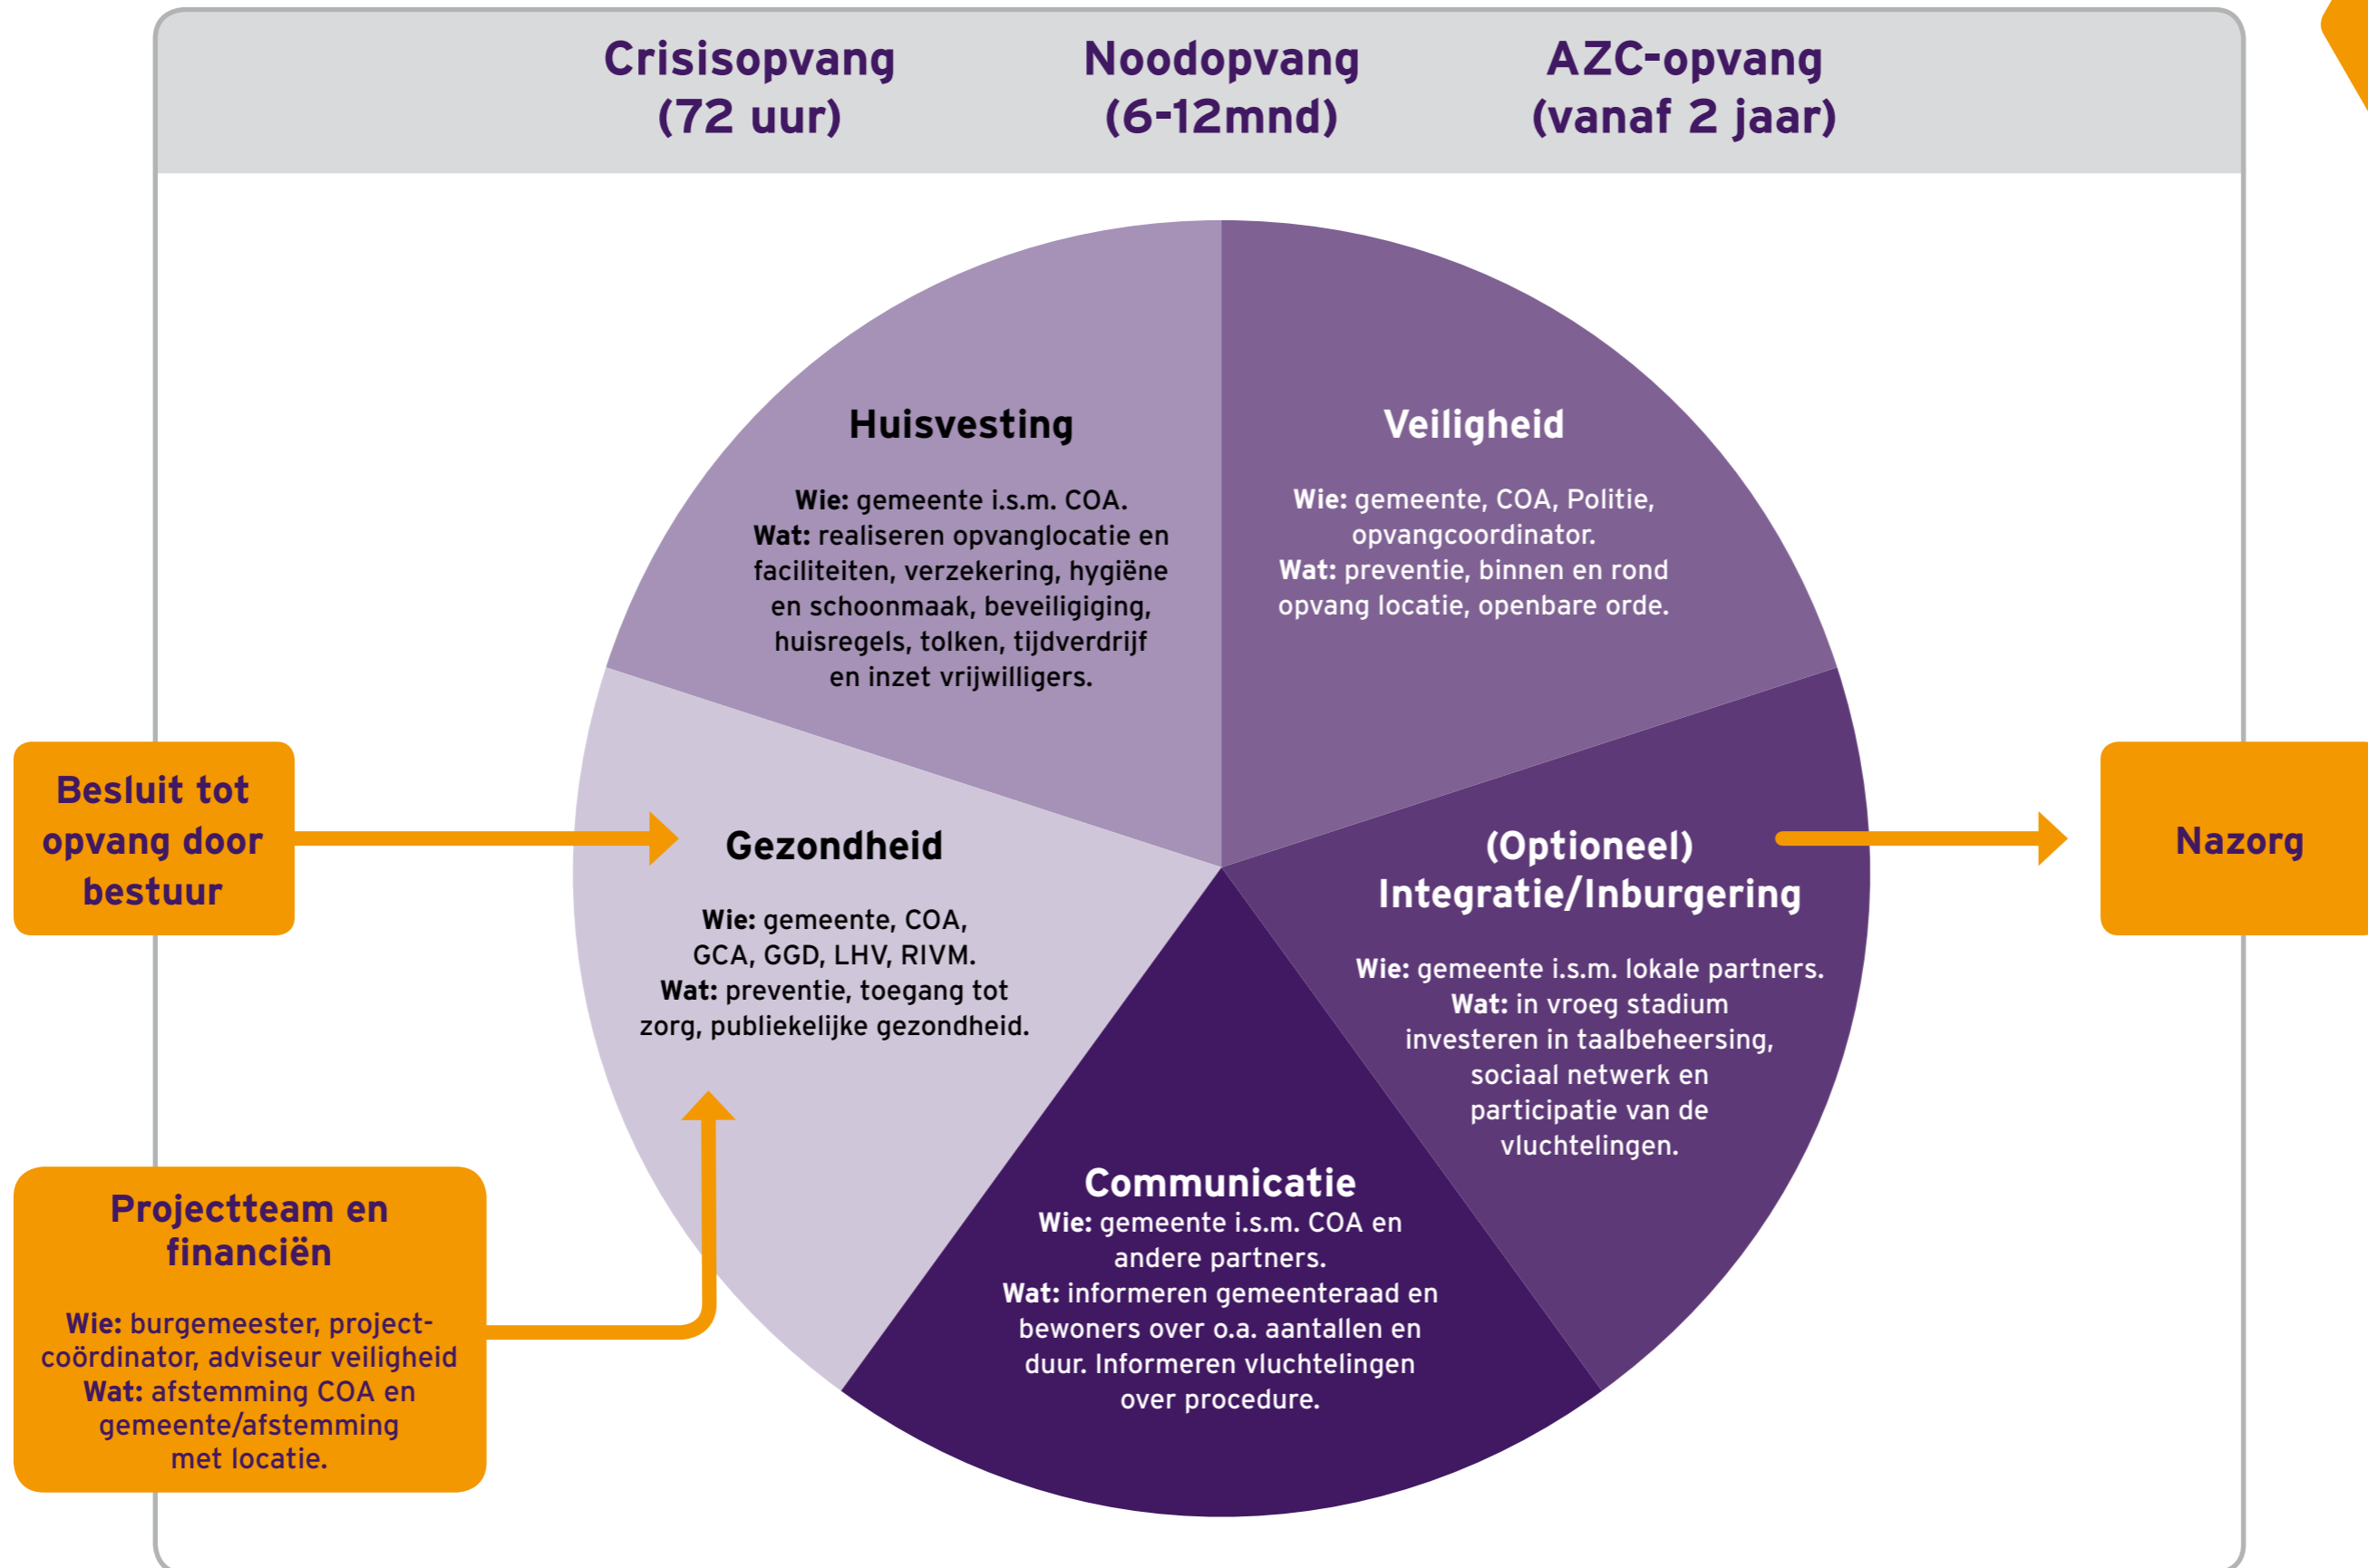 Crisisopvang
(72 uur)
Noodopvang
(6-12mnd)
AZC-opvang
(vanaf 2 jaar)
Huisvesting
Wie: gemeente i.s.m. COA.
Wat: realiseren opvanglocatie en
faciliteiten, verzekering, hygiëne
en schoonmaak, beveiligiging,
huisregels, tolken, tijdverdrijf
en inzet vrijwilligers.
Veiligheid
Wie: gemeente, COA, Politie,
opvangcoordinator.
Wat: preventie, binnen en rond
opvang locatie, openbare orde.
Besluit tot
opvang door
bestuur
Gezondheid
Wie: gemeente, COA,
GCA, GGD, LHV, RIVM.
Wat: preventie, toegang tot
zorg, publiekelijke gezondheid.
(Optioneel)
Integratie/Inburgering
Wie: gemeente i.s.m. lokale partners.
Wat: in vroeg stadium
investeren in taalbeheersing,
sociaal netwerk en
participatie van de
vluchtelingen.
Nazorg
Projectteam en
financiën
Wie: burgemeester, project-
coördinator, adviseur veiligheid
Wat: afstemming COA en
gemeente/afstemming
met locatie.
Communicatie
Wie: gemeente i.s.m. COA en
andere partners.
Wat: informeren gemeenteraad en
bewoners over o.a. aantallen en
duur. Informeren vluchtelingen
over procedure.